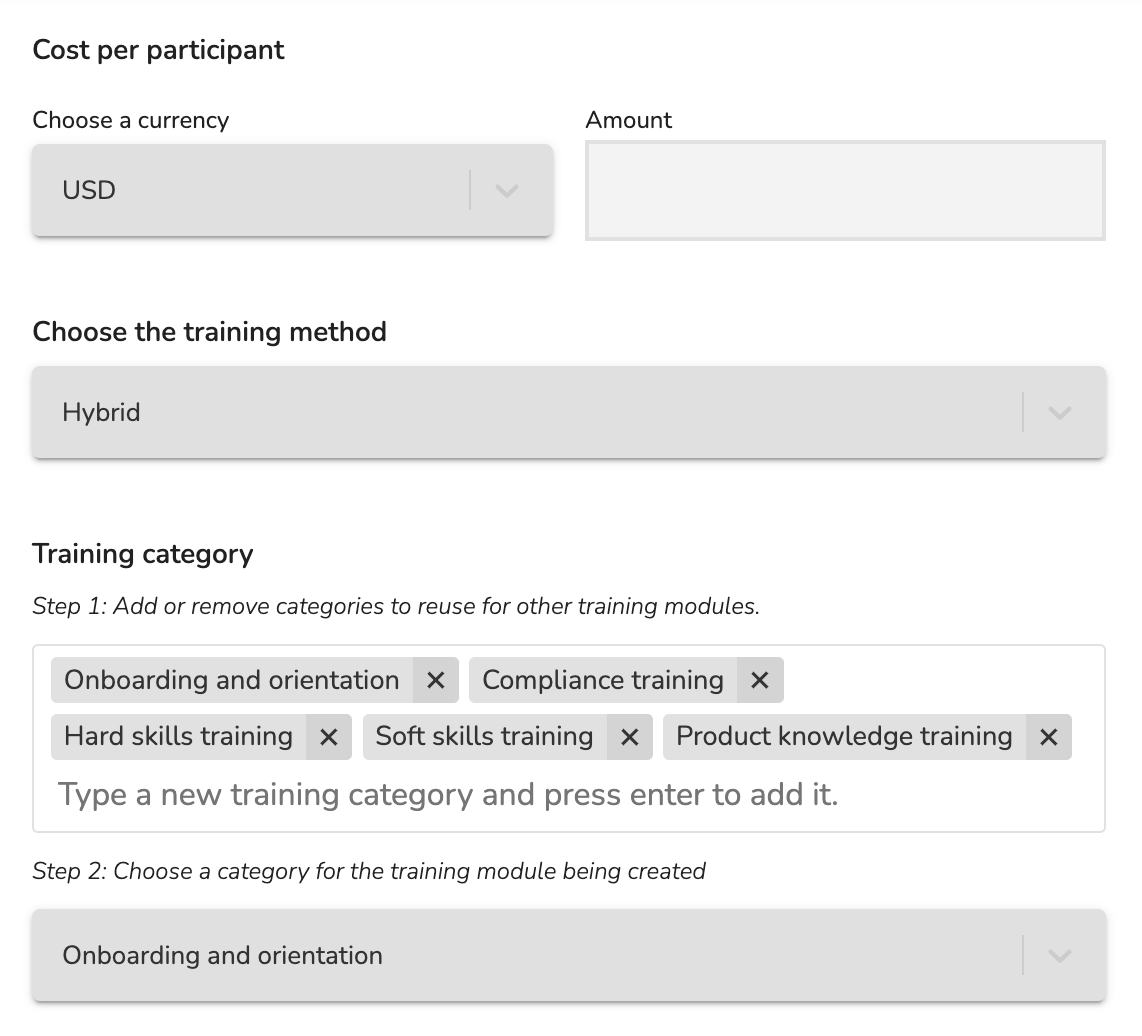 Cost per participant
Choose a currency
Amount
USD
Choose the training method
Hybrid
Training category
Step 1: Add or remove categories to reuse for other training modules.
Onboarding and orientation ✕ Compliance training ✕
Hard skills training ✕ Soft skills training ✕ Product knowledge training ✕
Type a new training category and press enter to add it.
Step 2: Choose a category for the training module being created
Onboarding and orientation